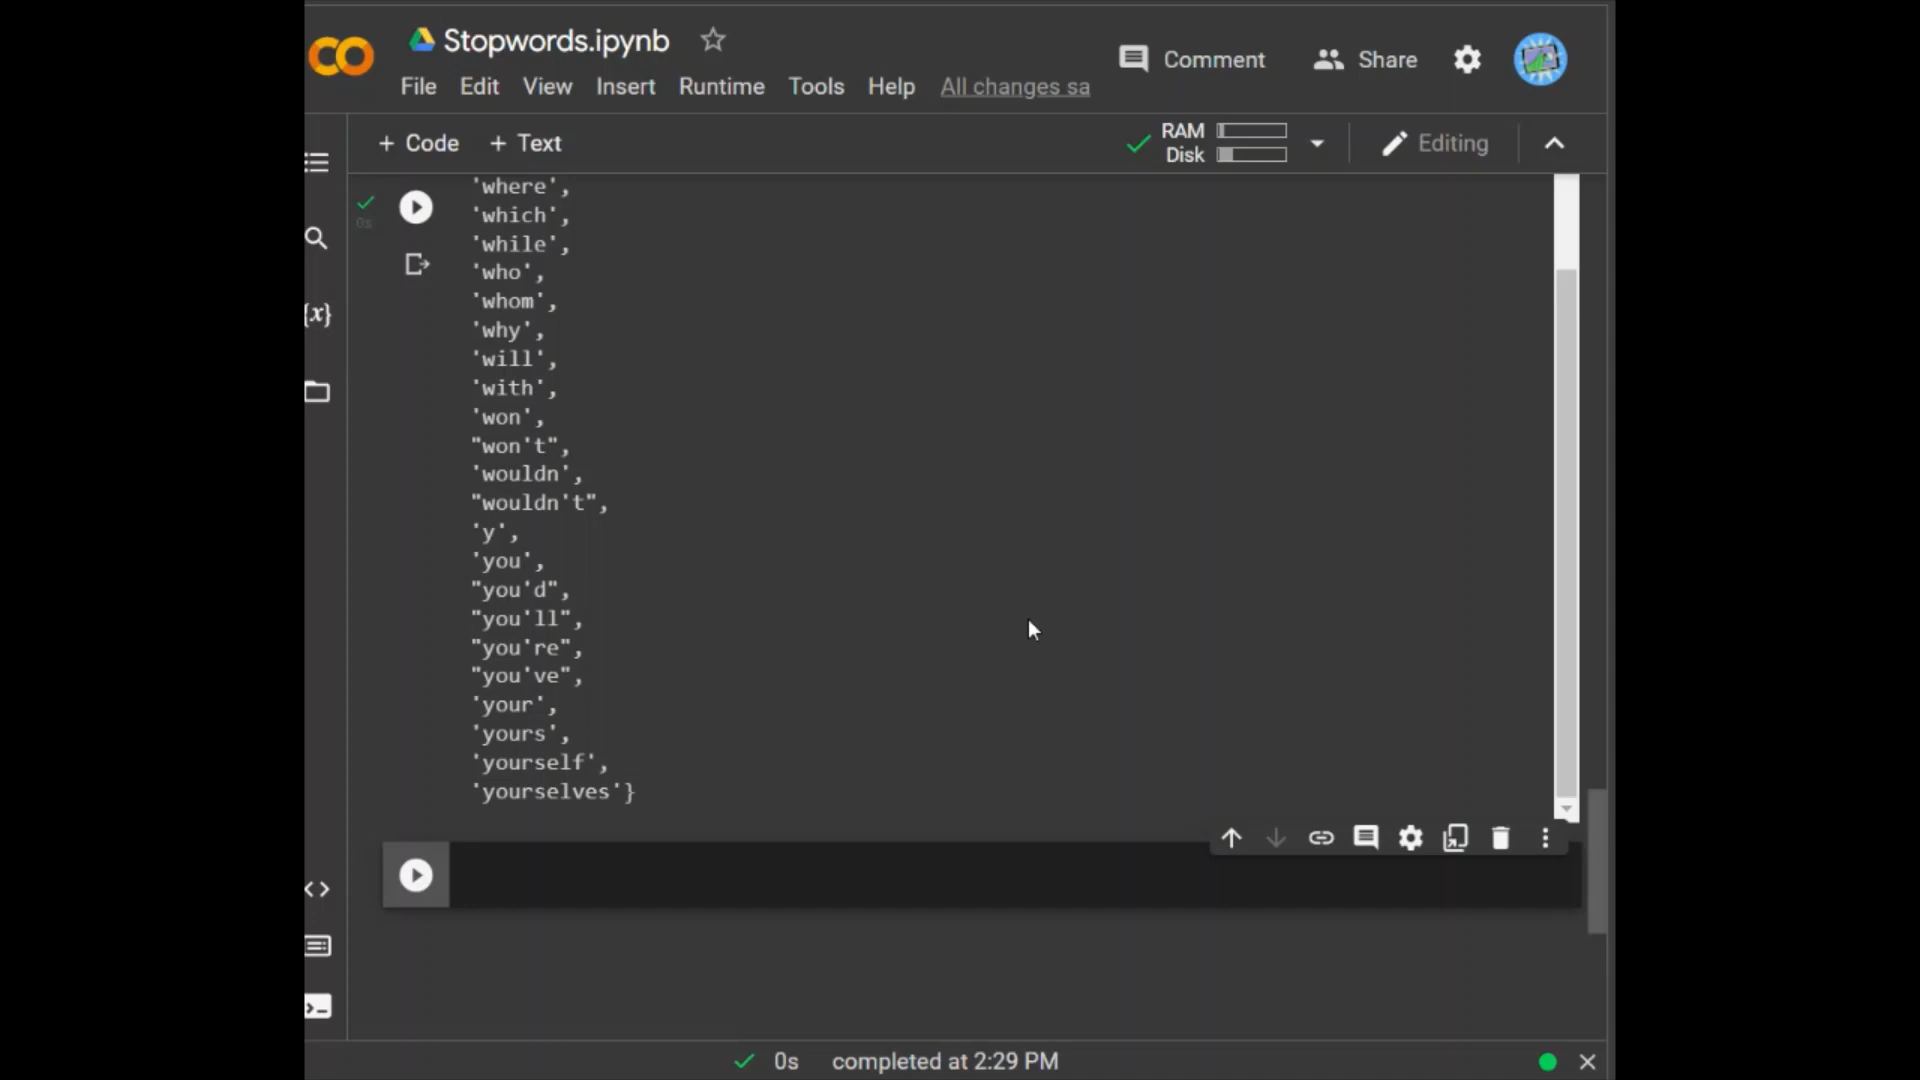 Stopwords.ipynb
Comment
Share
File Edit View Insert Runtime Tools Help All changes sa
+ Code + Text
RAM
Disk
Editing
0s
{x}
'where',
'which',
'while',
'who',
'whom',
'why',
'will',
'with',
'won',
"won't",
'wouldn',
"wouldn't",
'y',
'you',
"you'd",
"you'll",
"you're",
"you've",
'your',
'yours',
'yourself',
'yourselves'}
0s completed at 2:29 PM